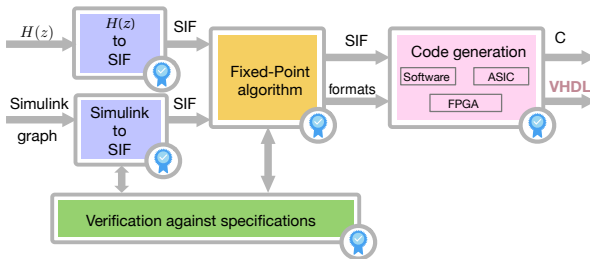 H(z)
H(z)
to
SIF
SIF
Simulink
graph
Simulink
to
SIF
SIF
Fixed-Point
algorithm
SIF
formats
Code generation
Software
ASIC
FPGA
C
VHDL
Verification against specifications